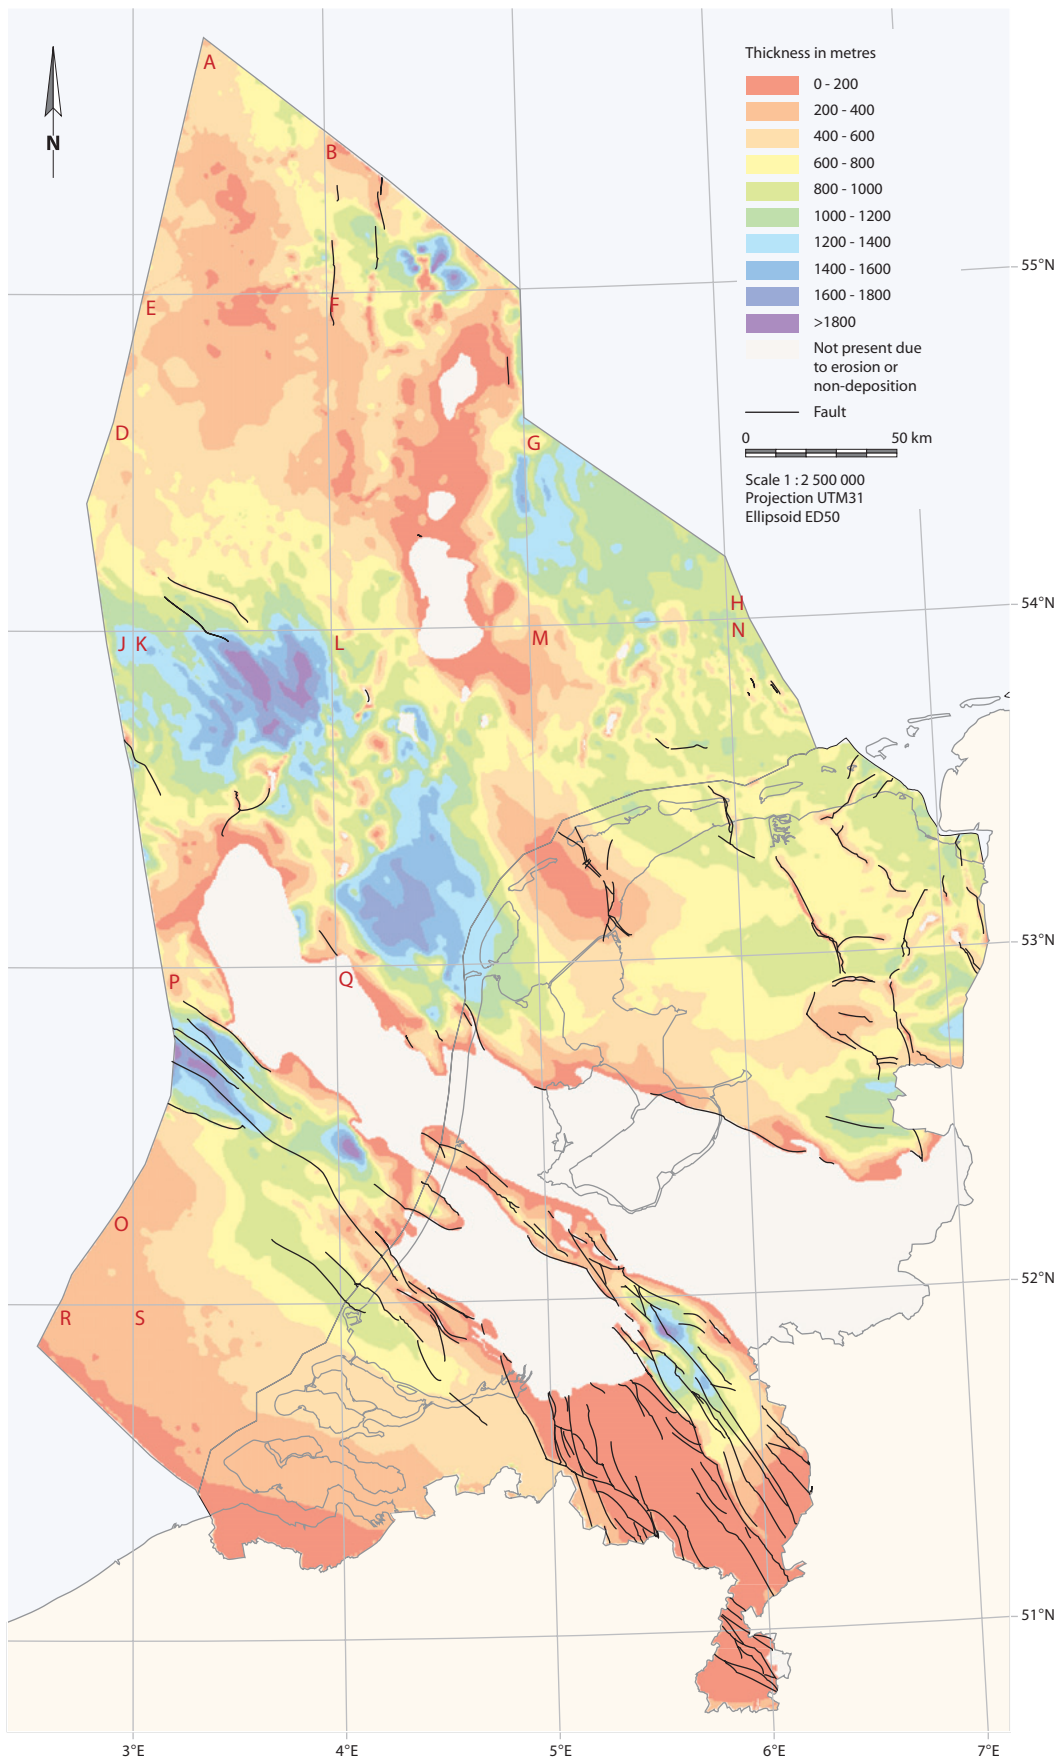 A
Thickness in metres
0 - 200
200 - 400
400 - 600
600 - 800
800 - 1000
1000 - 1200
1200 - 1400
1400 - 1600
1600 - 1800
>1800
Not present due
to erosion or
non-deposition
Fault
0 50 km
Scale 1 : 2 500 000
Projection UTM31
Ellipsoid ED50
N
B
55°N
E
F
D
G
54°N
H
J K
L
M
N
53°N
P
Q
52°N
O
R
S
51°N
3°E
4°E
5°E
6°E
7°E